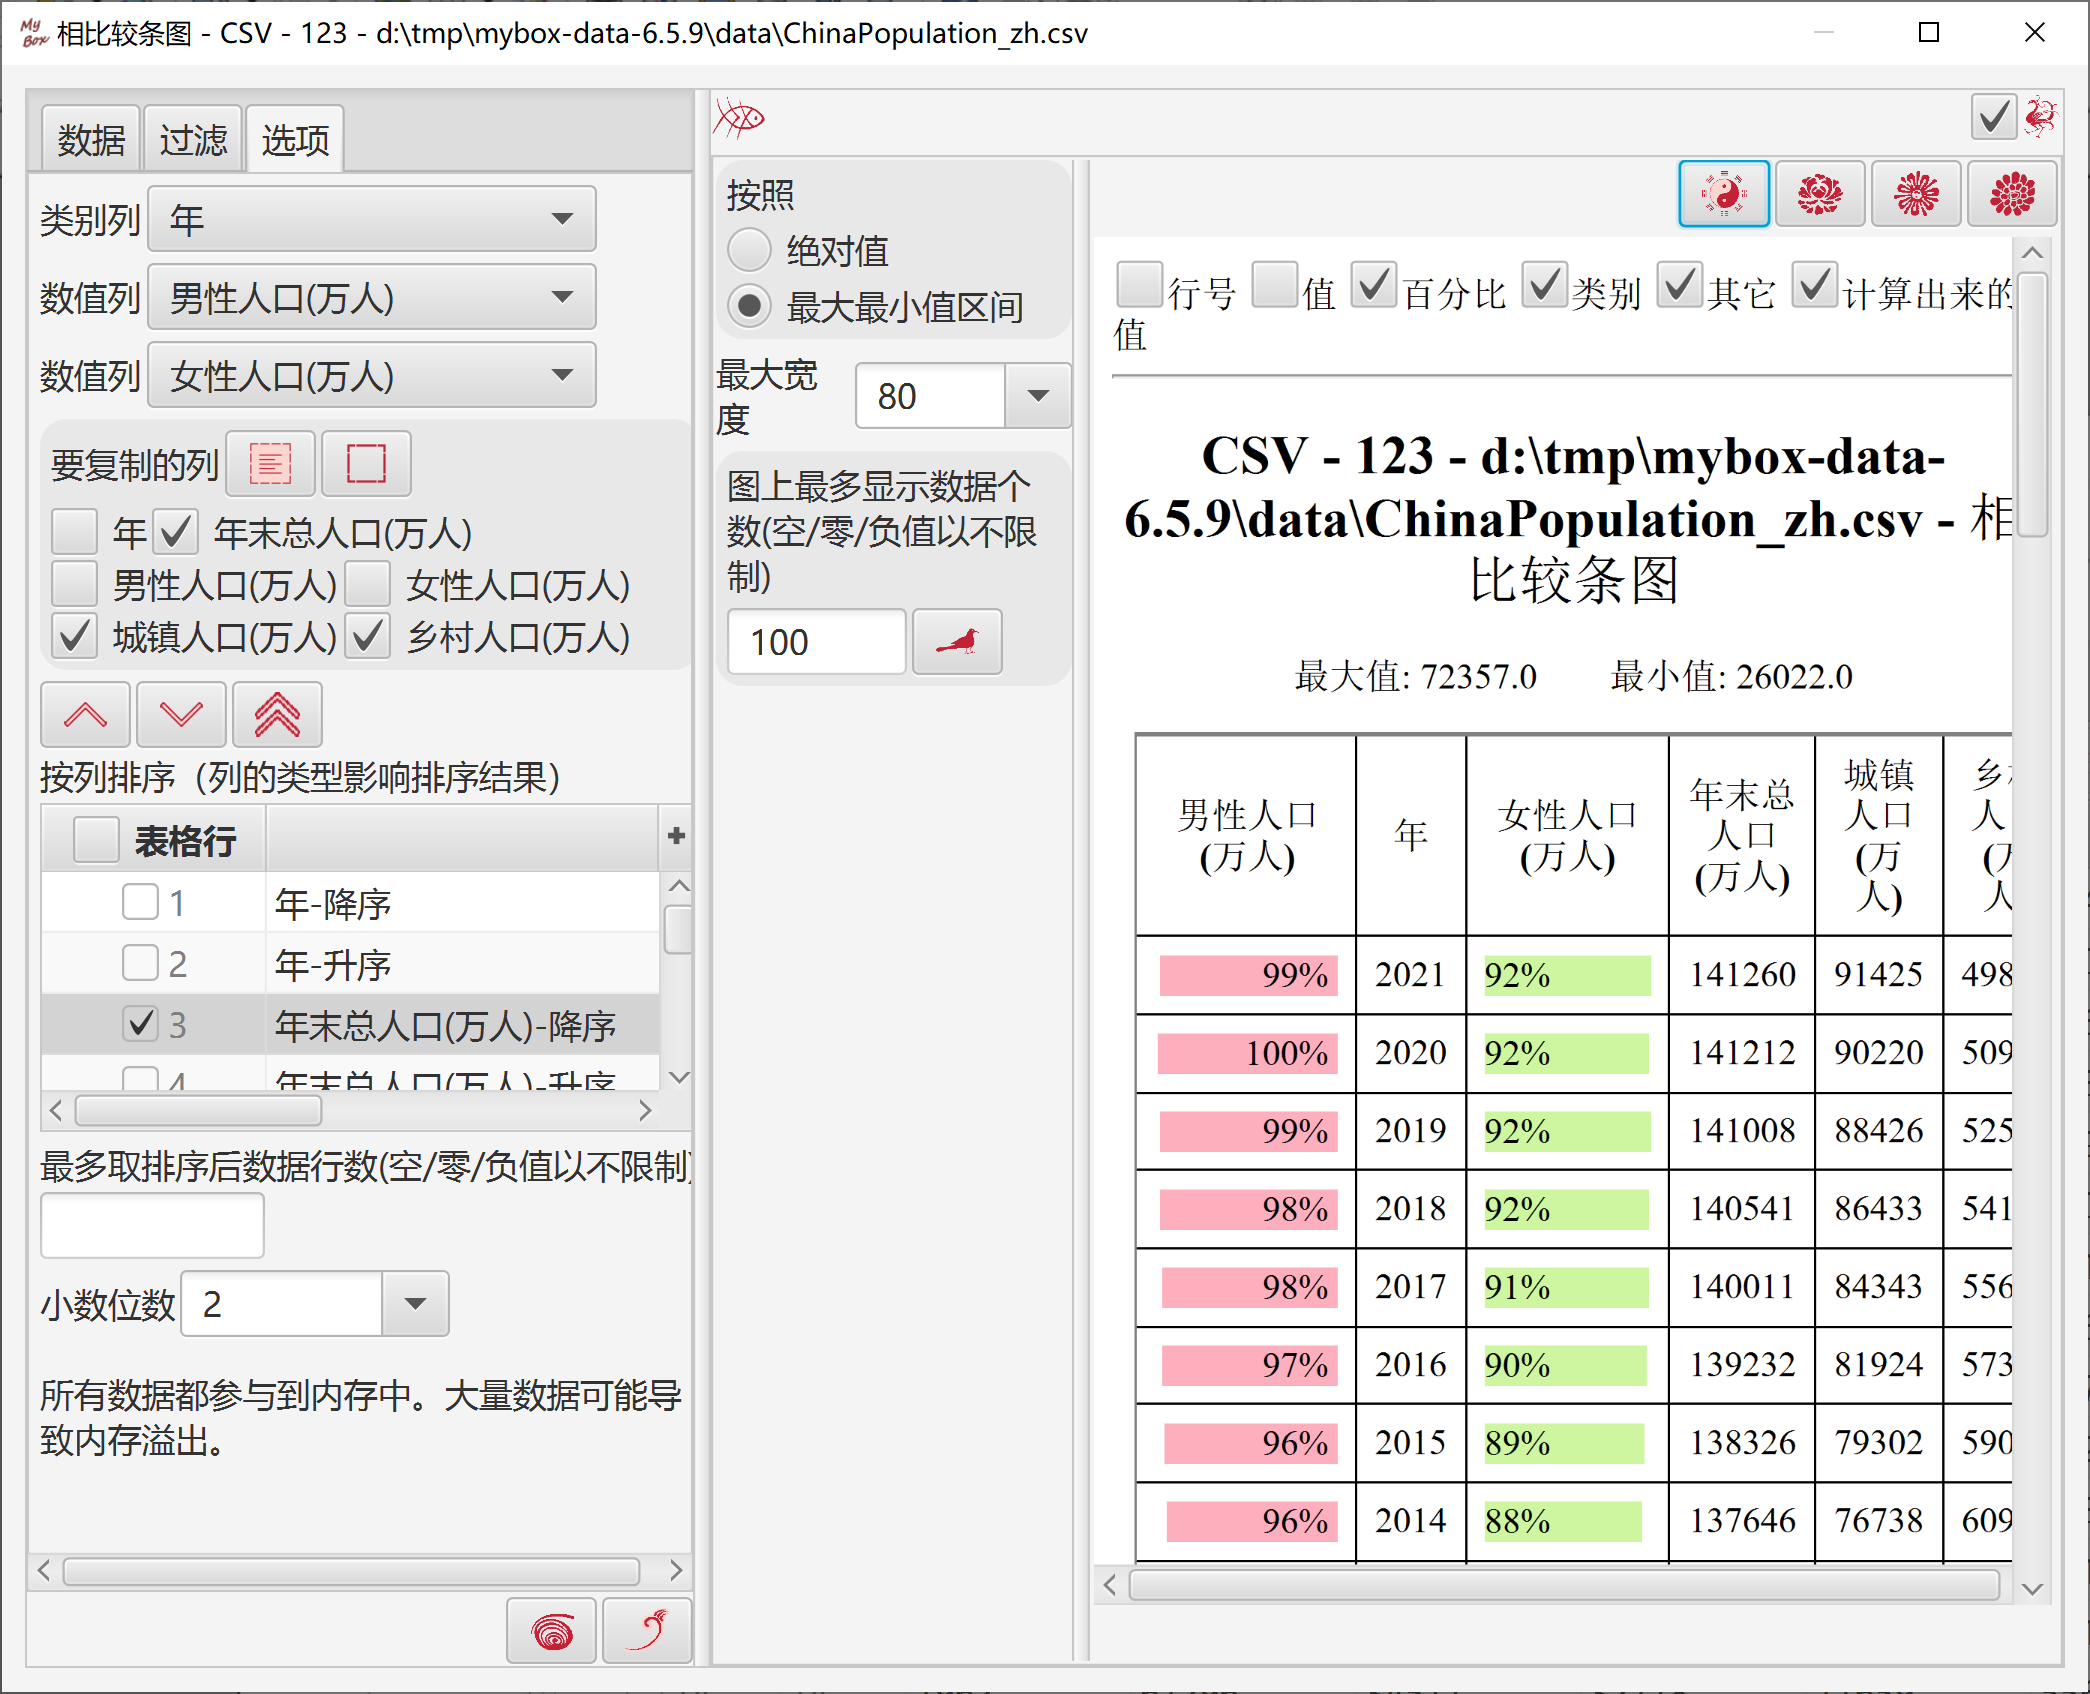 My Box 相比较条图 - CSV - 123 - d:\tmp\mybox-data-6.5.9\data\ChinaPopulation_zh.csv
数据 过滤 选项
类别列 年
数值列 男性人口(万人)
数值列 女性人口(万人)
要复制的列
年 年末总人口(万人)
男性人口(万人) 女性人口(万人)
城镇人口(万人) 乡村人口(万人)
按列排序（列的类型影响排序结果）
表格行
1 年-降序
2 年-升序
3 年末总人口(万人)-降序
4 年末总人口(万人)-升序
最多取排序后数据行数(空/零/负值以不限制)
小数位数 2
所有数据都参与到内存中。大量数据可能导
致内存溢出。
按照
绝对值
最大最小值区间
最大宽
度
80
图上最多显示数据个
数(空/零/负值以不限
制)
100
行号 值 百分比 类别 其它 计算出来的
值
CSV - 123 - d:\tmp\mybox-data-
6.5.9\data\ChinaPopulation_zh.csv - 相
比较条图
最大值: 72357.0 最小值: 26022.0
男性人口
(万人)
年
女性人口
(万人)
年末总
人口
(万人)
城镇
人口
(万
人)
乡
人
人
99% 2021 92% 141260 91425 498
100% 2020 92% 141212 90220 509
99% 2019 92% 141008 88426 525
98% 2018 92% 140541 86433 541
98% 2017 91% 140011 84343 556
97% 2016 90% 139232 81924 573
96% 2015 89% 138326 79302 590
96% 2014 88% 137646 76738 609